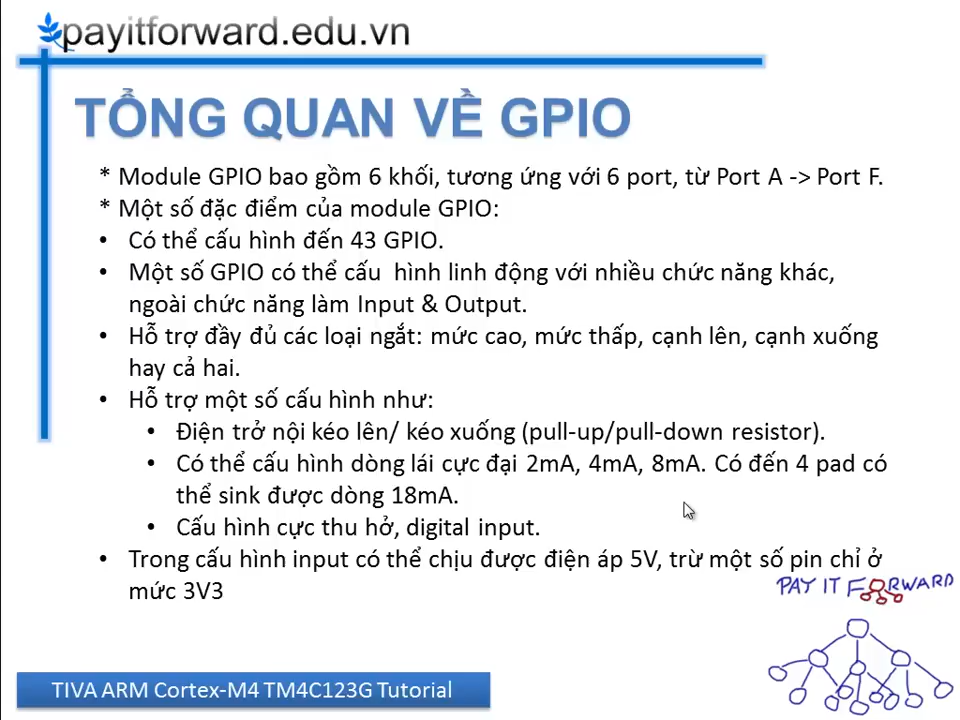 payitforward.edu.vn
TỔNG QUAN VỀ GPIO
* Module GPIO bao gồm 6 khối, tương ứng với 6 port, từ Port A -> Port F.
* Một số đặc điểm của module GPIO:
• Có thể cấu hình đến 43 GPIO.
• Một số GPIO có thể cấu  hình linh động với nhiều chức năng khác,
ngoài chức năng làm Input & Output.
• Hỗ trợ đầy đủ các loại ngắt: mức cao, mức thấp, cạnh lên, cạnh xuống
hay cả hai.
• Hỗ trợ một số cấu hình như:
• Điện trở nội kéo lên/ kéo xuống (pull-up/pull-down resistor).
• Có thể cấu hình dòng lái cực đại 2mA, 4mA, 8mA. Có đến 4 pad có
thể sink được dòng 18mA.
• Cấu hình cực thu hở, digital input.
• Trong cấu hình input có thể chịu được điện áp 5V, trừ một số pin chỉ ở
mức 3V3
PAY IT FORWARD
TIVA ARM Cortex-M4 TM4C123G Tutorial